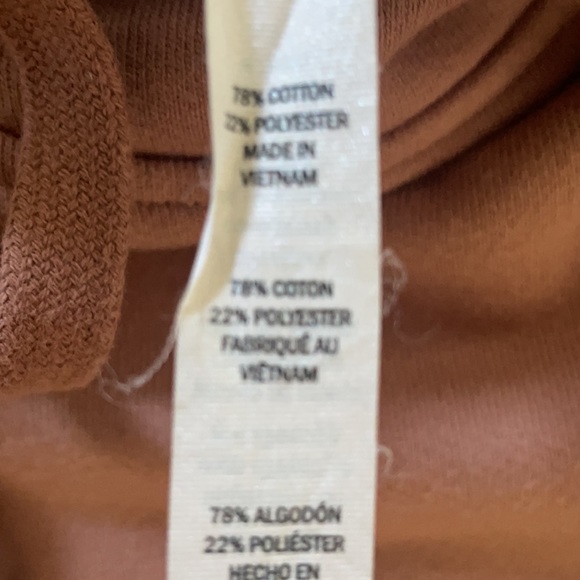 78% COTTON
22% POLYESTER
MADE IN
VIETNAM
78% COTON
22% POLYESTER
FABRIQUÉ AU
VIÊTNAM
78% ALGODÓN
22% POLIÉSTER
HECHO EN